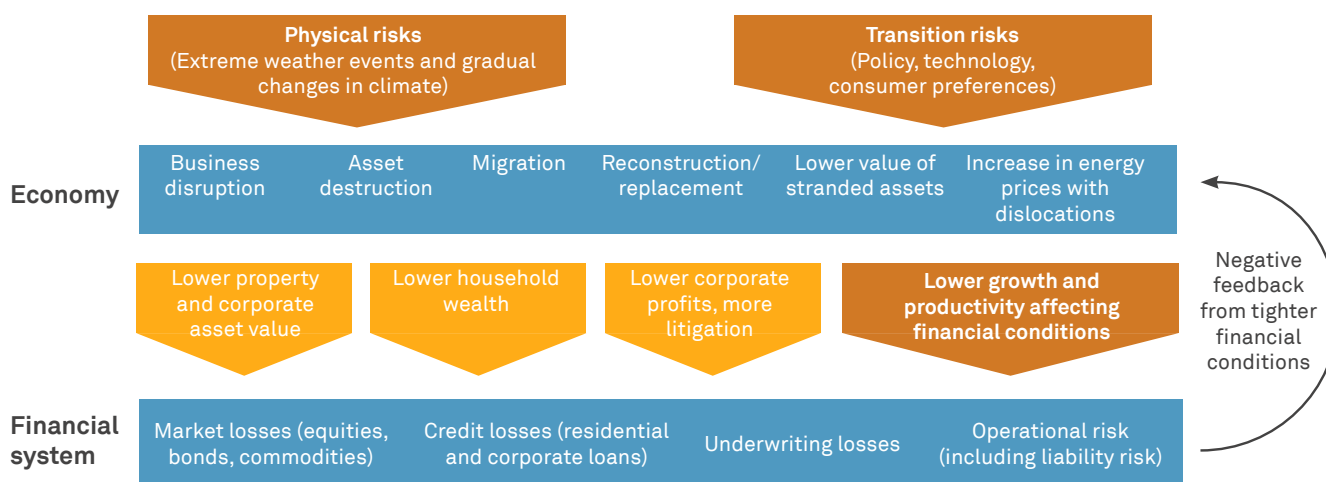 Physical risks
(Extreme weather events and gradual
changes in climate)
Transition risks
(Policy, technology,
consumer preferences)
Economy
Business
disruption
Asset
destruction
Migration
Reconstruction/
replacement
Lower value of
stranded assets
Increase in energy
prices with
dislocations
Lower property
and corporate
asset value
Lower household
wealth
Lower corporate
profits, more
litigation
Lower growth and
productivity affecting
financial conditions
Negative
feedback
from tighter
financial
conditions
Financial
system
Market losses (equities,
bonds, commodities)
Credit losses (residential
and corporate loans)
Underwriting losses
Operational risk
(including liability risk)